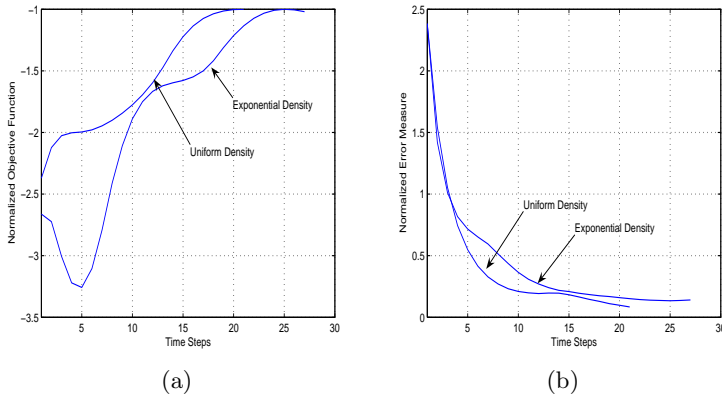 -1
-1.5
-2
-2.5
-3
-3.5
5
10
15
20
25
30
Normalized Objective Function
Time Steps
Exponential Density
Uniform Density
(a)
2.5
2
1.5
1
0.5
0
5
10
15
20
25
30
Normalized Error Measure
Time Steps
Uniform Density
Exponential Density
(b)